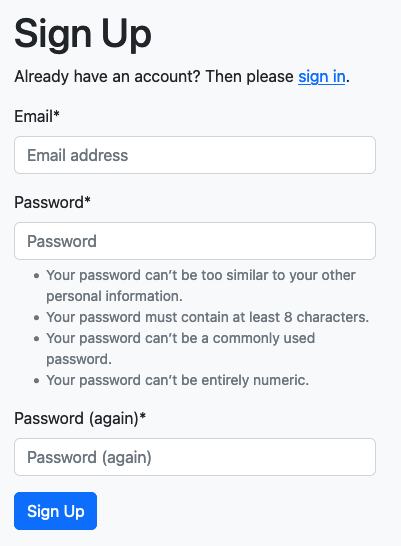 Sign Up
Already have an account? Then please sign in.
Email*
Email address
Password*
Password
• Your password can’t be too similar to your other
personal information.
• Your password must contain at least 8 characters.
• Your password can’t be a commonly used
password.
• Your password can’t be entirely numeric.
Password (again)*
Password (again)
Sign Up